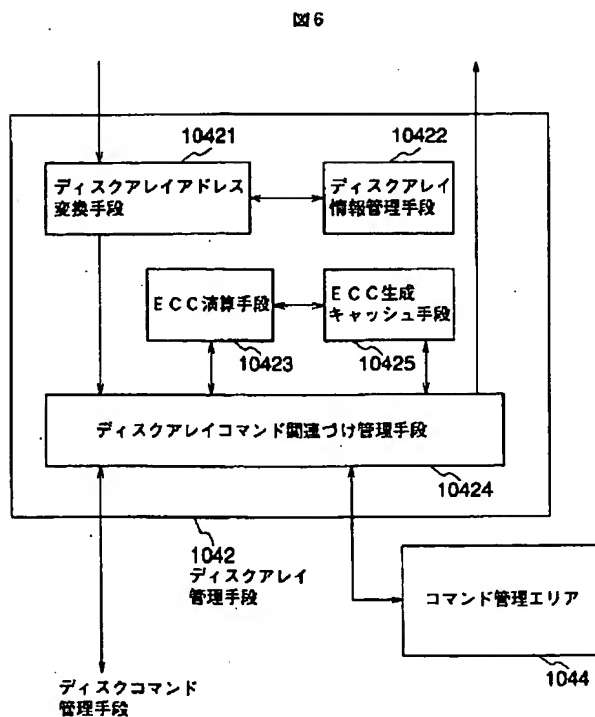 図6
10421
10422
ディスクアレイアドレス
変換手段
ディスクアレイ
情報管理手段
ECC演算手段
ECC生成
キャッシュ手段
10423
10425
ディスクアレイコマンド関連づけ管理手段
10424
1042
ディスクアレイ
管理手段
コマンド管理エリア
1044
ディスクコマンド
管理手段